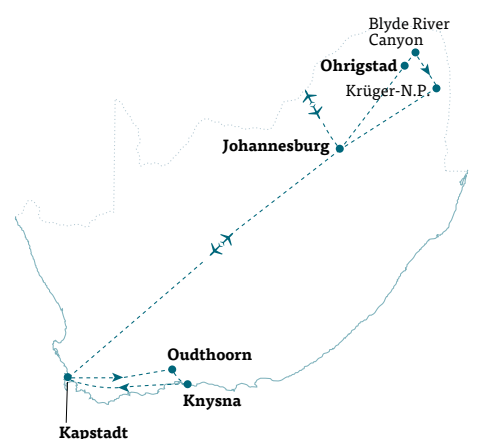 Blyde River
Canyon
Ohrigstad
Krüger-N.P.
Johannesburg
Oudthoorn
Knysna
Kapstadt